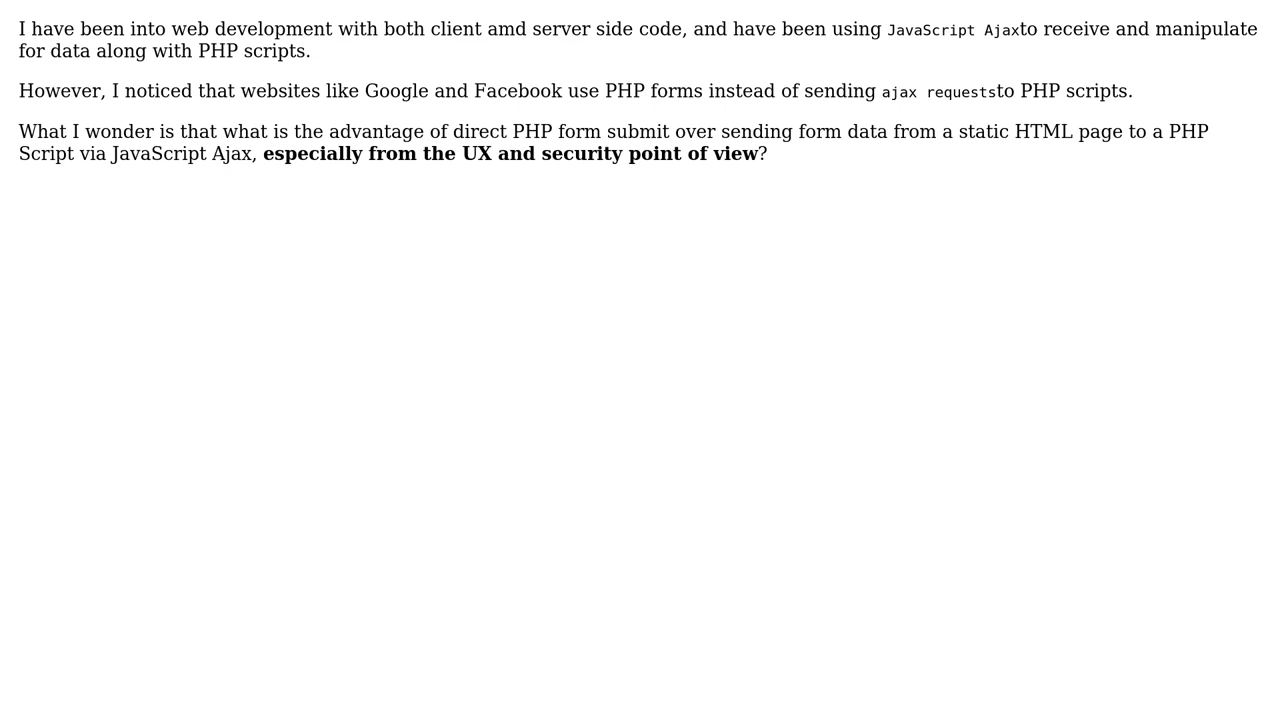 I have been into web development with both client amd server side code, and have been using JavaScript Ajaxto receive and manipulate
for data along with PHP scripts.
However, I noticed that websites like Google and Facebook use PHP forms instead of sending ajax requeststo PHP scripts.
What I wonder is that what is the advantage of direct PHP form submit over sending form data from a static HTML page to a PHP
Script via JavaScript Ajax, especially from the UX and security point of view?